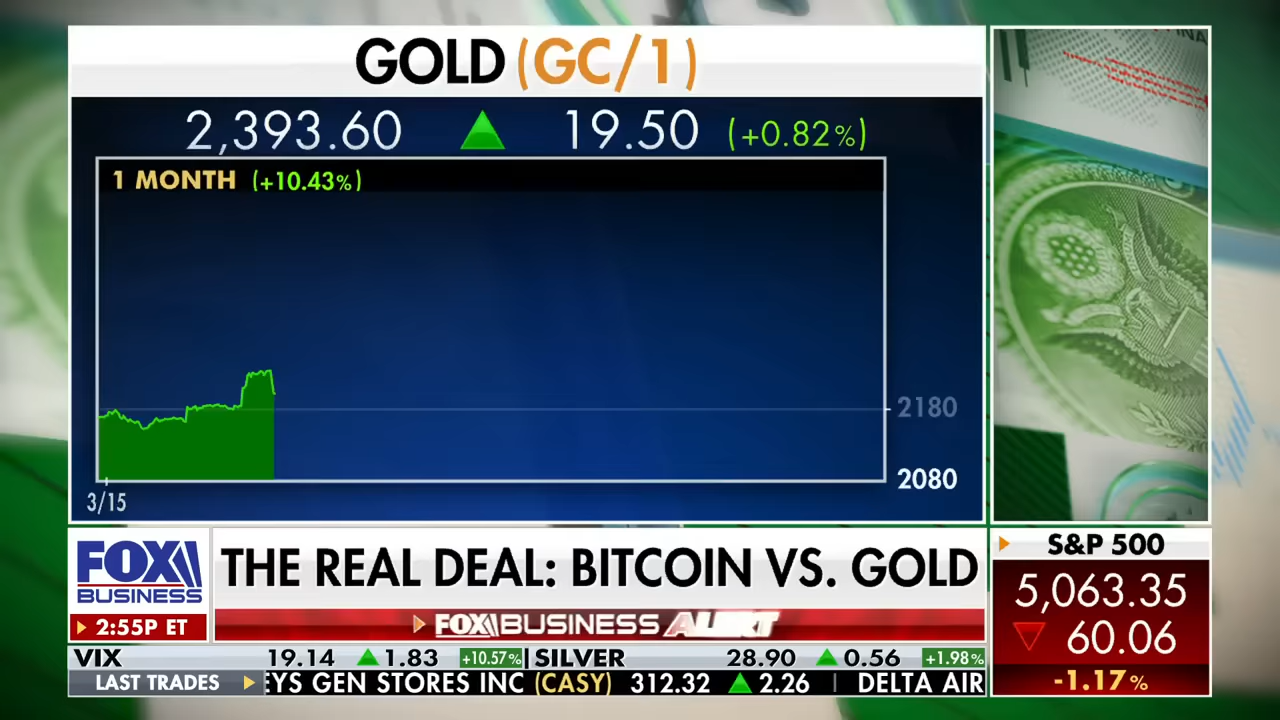 GOLD (GC/1)
2,393.60 ▲ 19.50 (+0.82%)
1 MONTH (+10.43%)
2180
2080
3/15
FOX BUSINESS
2:55P ET
THE REAL DEAL: BITCOIN VS. GOLD
FOX BUSINESS ALERT
S&P 500
5,063.35
▼ 60.06
-1.17%
VIX 19.14 ▲ 1.83 +10.57% SILVER 28.90 ▲ 0.56 +1.98%
LAST TRADES EYS GEN STORES INC (CASY) 312.32 ▲ 2.26 DELTA AIR